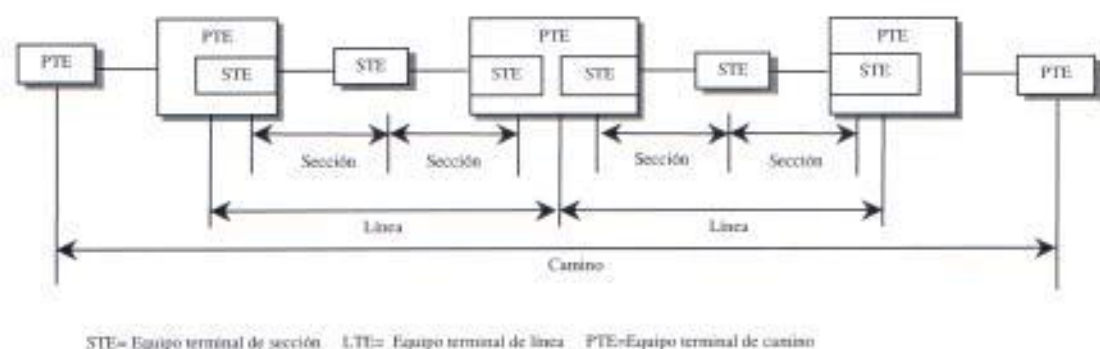 PTE
PTE
STE
STE
PTE
STE
STE
STE
PTE
STE
PTE
Sección
Sección
Sección
Sección
Línea
Línea
Camino
STE= Equipo terminal de sección LTE= Equipo terminal de línea PTE=Equipo terminal de camino